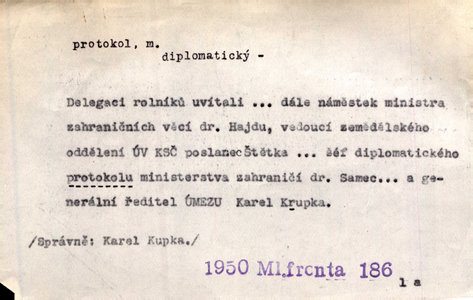 protokol, m.
diplomatický -
Delegaci rolníků uvítali ... dále náměstek ministra
zahraničních věcí dr. Hajdu, vedoucí zemědělského
oddělení ÚV KSČ poslanecŠtětka ... šéf diplomatického
protokolu ministerstva zahraničí dr. Samec... a ge-
nerální ředitel ÚMEZU Karel Krupka.
/Správně: Karel Kupka./
1950 Ml.fronta 186
1 a